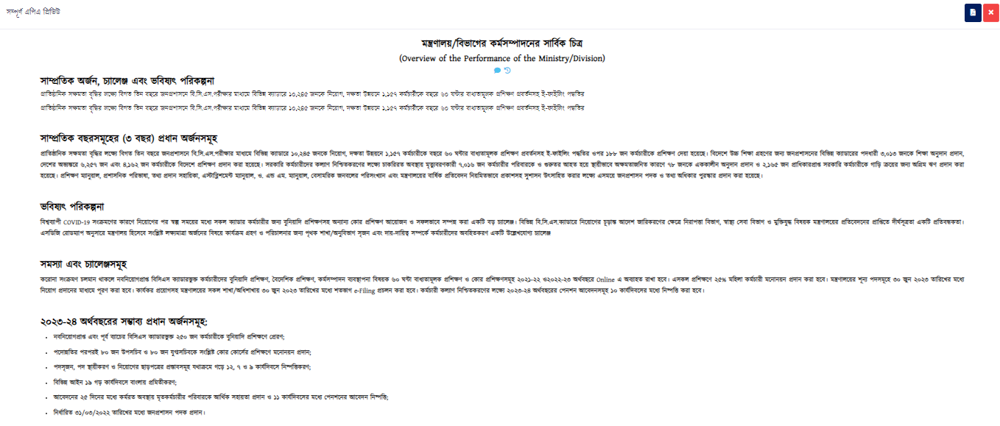 সম্পূর্ণ এপিএ প্রিভিউ
মন্ত্রণালয়/বিভাগের কর্মসম্পাদনের সার্বিক চিত্র
(Overview of the Performance of the Ministry/Division)
সাম্প্রতিক অর্জন, চ্যালেঞ্জ এবং ভবিষ্যৎ পরিকল্পনা
প্রাতিষ্ঠানিক সক্ষমতা বৃদ্ধির লক্ষ্যে বিগত তিন বছরে জনপ্রশাসনে বি.সি.এস.পরীক্ষার মাধ্যমে বিভিন্ন ক্যাডারে ১০,২৪৫ জনকে নিয়োগ, দক্ষতা উন্নয়নে ১,১৫৭ কর্মচারীকে বছরে ৬০ ঘন্টার বাধ্যতামূলক প্রশিক্ষণ প্রবর্তনসহ ই-ফাইলিং পদ্ধতির
প্রাতিষ্ঠানিক সক্ষমতা বৃদ্ধির লক্ষ্যে বিগত তিন বছরে জনপ্রশাসনে বি.সি.এস.পরীক্ষার মাধ্যমে বিভিন্ন ক্যাডারে ১০,২৪৫ জনকে নিয়োগ, দক্ষতা উন্নয়নে ১,১৫৭ কর্মচারীকে বছরে ৬০ ঘন্টার বাধ্যতামূলক প্রশিক্ষণ প্রবর্তনসহ ই-ফাইলিং পদ্ধতির
সাম্প্রতিক বছরসমূহের (৩ বছর) প্রধান অর্জনসমূহ
প্রাতিষ্ঠানিক সক্ষমতা বৃদ্ধির লক্ষ্যে বিগত তিন বছরে জনপ্রশাসনে বি.সি.এস.পরীক্ষার মাধ্যমে বিভিন্ন ক্যাডারে ১০,২৪৫ জনকে নিয়োগ, দক্ষতা উন্নয়নে ১,১৫৭ কর্মচারীকে বছরে ৬০ ঘন্টার বাধ্যতামূলক প্রশিক্ষণ প্রবর্তনসহ ই-ফাইলিং পদ্ধতির ওপর ১৮৮ জন কর্মচারীকে প্রশিক্ষণ দেয়া হয়েছে। বিদেশে উচ্চ শিক্ষা গ্রহণের জন্য জনপ্রশাসনের বিভিন্ন ক্যাডারের পদধারী ৩,০১৩ জনকে শিক্ষা অনুদান প্রদান,
দেশের অভ্যন্তরে ৬,২৫৭ জন এবং ৪,১৬২ জন কর্মচারীকে বিদেশে প্রশিক্ষণ প্রদান করা হয়েছে। সরকারি কর্মচারীদের কল্যাণ নিশ্চিতকরণের লক্ষ্যে চাকরিরত অবস্থায় মৃত্যুবরণকারী ৭,০১৬ জন কর্মচারীর পরিবারকে ও গুরুতর আহত হয়ে স্থায়ীভাবে অক্ষমতাজনিত কারণে ৭৮ জনকে এককালীন অনুদান প্রদান ও ২,১৬৫ জন প্রাধিকারপ্রাপ্ত সরকারি কর্মচারীকে গাড়ি ক্রয়ের জন্য অগ্রিম ঋণ প্রদান করা
হয়েছে। প্রশিক্ষণ ম্যানুয়াল, প্রশাসনিক পরিভাষা, তথ্য প্রদান সহায়িকা, এস্টাব্লিশমেন্ট ম্যানুয়াল, ও. এন্ড এম. ম্যানুয়াল, বেসামরিক জনবলের পরিসংখ্যান এবং মন্ত্রণালয়ের বার্ষিক প্রতিবেদন নিয়মিতভাবে প্রকাশসহ সুশাসন উৎসাহিত করার লক্ষ্যে এসময়ে জনপ্রশাসন পদক ও তথ্য অধিকার পুরস্কার প্রদান করা হয়েছে।
ভবিষ্যৎ পরিকল্পনা
বিশ্বব্যাপী COVID-19 সংক্রমণের কারণে নিয়োগের পর স্বল্প সময়ের মধ্যে সকল ক্যাডার কর্মচারীর জন্য বুনিয়াদি প্রশিক্ষণসহ অন্যান্য কোর প্রশিক্ষণ আয়োজন ও সফলভাবে সম্পন্ন করা একটি বড় চ্যালেঞ্জ। বিভিন্ন বি.সি.এস.ক্যাডারে নিয়োগের চূড়ান্ত আদেশ জারিকরণের ক্ষেত্রে নিরাপত্তা বিভাগ, স্বাস্থ্য সেবা বিভাগ ও মুক্তিযুদ্ধ বিষয়ক মন্ত্রণালয়ের প্রতিবেদনের প্রাপ্তিতে দীর্ঘসূত্রতা একটি প্রতিবন্ধকতা।
এসডিজি রোডম্যাপ অনুসারে মন্ত্রণালয় হিসেবে সংশ্লিষ্ট লক্ষ্যমাত্রা অর্জনের বিষয়ে কার্যক্রম গ্রহণ ও পরিচালনার জন্য পৃথক শাখা/অনুবিভাগ সৃজন এবং দায়-দায়িত্ব সম্পর্কে কর্মচারীদের অবহিতকরণ একটি উল্লেখযোগ্য চ্যালেঞ্জ
সমস্যা এবং চ্যালেঞ্জসমূহ
করোনা সংক্রমণ চলমান থাকলে নবনিয়োগপ্রাপ্ত বিসিএস ক্যাডারভুক্ত কর্মচারীদের বুনিয়াদি প্রশিক্ষণ, বৈদেশিক প্রশিক্ষণ, কর্মসম্পাদন ব্যবস্থাপনা বিষয়ক ৬০ ঘন্টা বাধ্যতামূলক প্রশিক্ষণ ও কোর প্রশিক্ষণসমূহ ২০২১-২২ ও২০২২-২৩ অর্থবছরে Online এ অব্যাহত রাখা হবে। এসকল প্রশিক্ষণে ২৫% মহিলা কর্মচারী মনোনয়ন প্রদান করা হবে। মন্ত্রণালয়ের শূন্য পদসমূহে ৩০ জুন ২০২৩ তারিখের মধ্যে
নিয়োগ প্রদানের মাধ্যমে পূরণ করা হবে। কার্যকর প্রয়োগসহ মন্ত্রণালয়ের সকল শাখা/অধিশাখায় ৩০ জুন ২০২৩ তারিখের মধ্যে শতভাগ e-Filing প্রচলন করা হবে। কর্মচারী কল্যাণ নিশ্চিতকরণের লক্ষ্যে ২০২৩-২৪ অর্থবছরের পেনশন আবেদনসমূহ ১০ কার্যদিবসের মধ্যে নিষ্পত্তি করা হবে।
২০২৩-২৪ অর্থবছরের সম্ভাব্য প্রধান অর্জনসমূহ:
• নবনিয়োগপ্রাপ্ত এবং পূর্ব ব্যাচের বিসিএস ক্যাডারভুক্ত ২৫০ জন কর্মচারীকে বুনিয়াদি প্রশিক্ষণে প্রেরণ;
• পদোন্নতির পরপরই ৮০ জন উপসচিব ও ৮০ জন যুগ্মসচিবকে সংশ্লিষ্ট কোর কোর্সের প্রশিক্ষণে মনোনয়ন প্রদান;
• পদসৃজন, পদ স্থায়ীকরণ ও নিয়োগের ছাড়পত্রের প্রস্তাবসমূহ যথাক্রমে গড়ে ১২, ৭ ও ৯ কার্যদিবসে নিষ্পত্তিকরণ;
• বিভিন্ন আইন ১৯ গড় কার্যদিবসে বাংলায় প্রমিতীকরণ;
• আবেদনের ২৫ দিনের মধ্যে কর্মরত অবস্থায় মৃতকর্মচারীর পরিবারকে আর্থিক সহায়তা প্রদান ও ১১ কার্যদিবসের মধ্যে পেনশনের আবেদন নিষ্পত্তি;
• নির্ধারিত ৩১/০৩/২০২২ তারিখের মধ্যে জনপ্রশাসন পদক প্রদান।